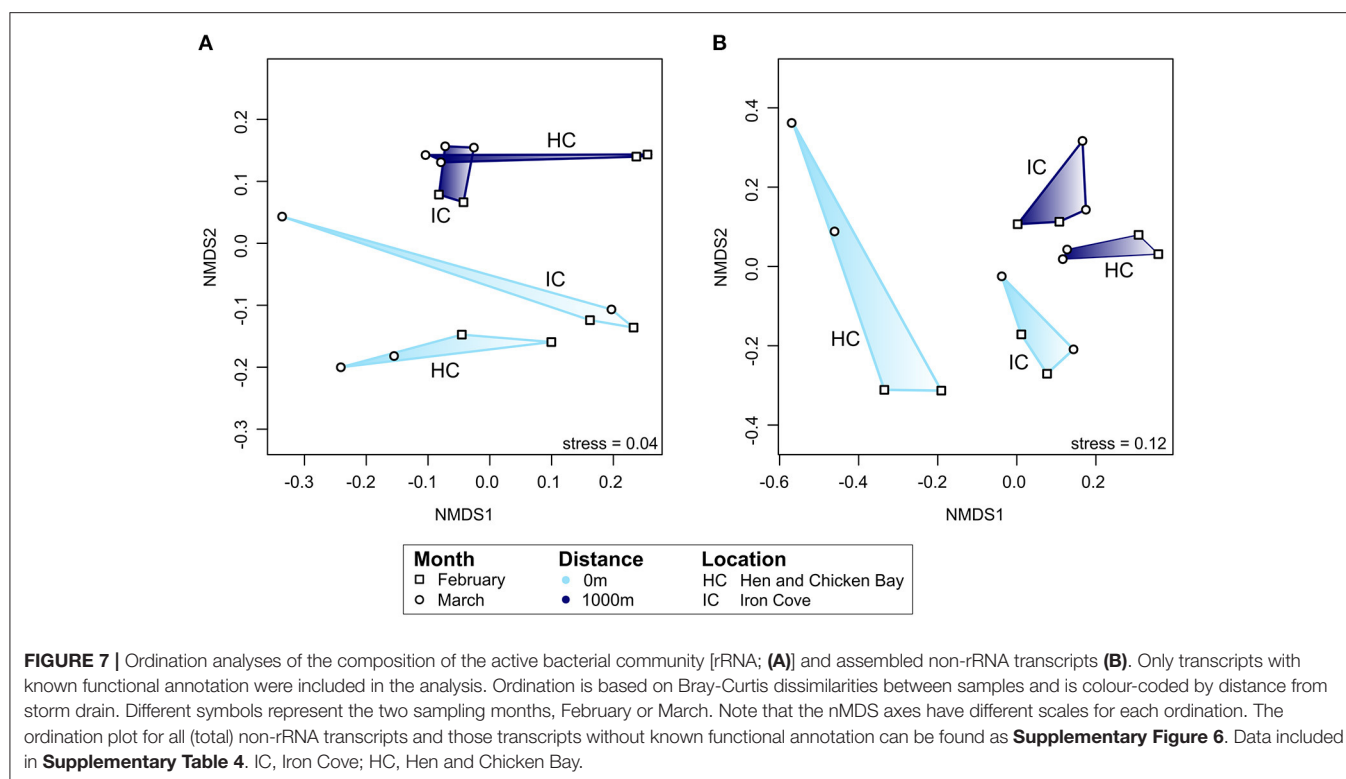 A
B
HC
IC
IC
HC
stress = 0.04
0.2
0.1
0.0
-0.1
-0.2
-0.3
NMDS2
-0.3
-0.2
-0.1
0.0
0.1
0.2
NMDS1
IC
HC
HC
IC
stress = 0.12
0.4
0.2
0.0
-0.2
-0.4
NMDS2
-0.6
-0.4
-0.2
0.0
0.2
NMDS1
Month Distance Location
February 0m HC Hen and Chicken Bay
March 1000m IC Iron Cove
FIGURE 7 | Ordination analyses of the composition of the active bacterial community [rRNA; (A)] and assembled non-rRNA transcripts (B). Only transcripts with
known functional annotation were included in the analysis. Ordination is based on Bray-Curtis dissimilarities between samples and is colour-coded by distance from
storm drain. Different symbols represent the two sampling months, February or March. Note that the nMDS axes have different scales for each ordination. The
ordination plot for all (total) non-rRNA transcripts and those transcripts without known functional annotation can be found as Supplementary Figure 6. Data included
in Supplementary Table 4. IC, Iron Cove; HC, Hen and Chicken Bay.